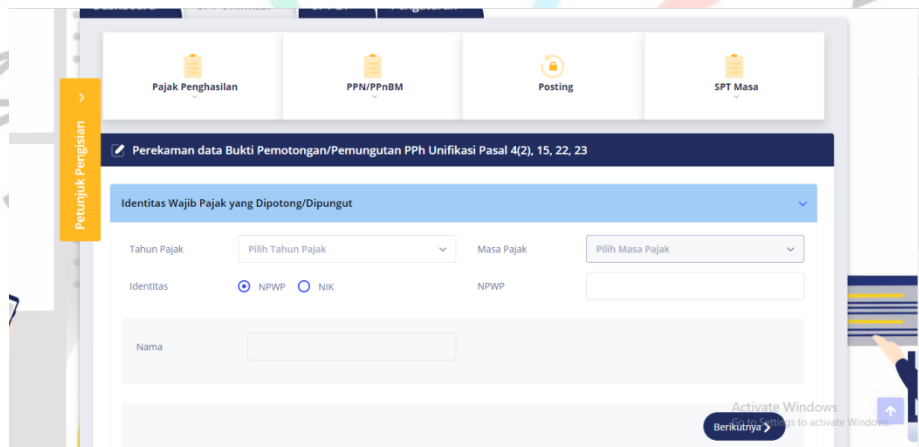 Pajak Penghasilan
PPN/PPnBM
Posting
SPT Masa
Petunjuk Pengisian
Perekaman data Bukti Pemotongan/Pemungutan PPh Unifikasi Pasal 4(2), 15, 22, 23
Identitas Wajib Pajak yang Dipotong/Dipungut
Tahun Pajak Pilih Tahun Pajak Masa Pajak Pilih Masa Pajak
Identitas NPWP NIK NPWP
Nama
Activate Windows
Go to Settings to activate Windows.
Berikutnya